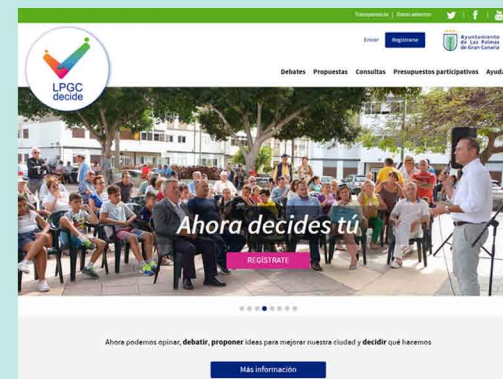 Transparencia | Datos abiertos
Entrar Registrarse
Ayuntamiento
de Las Palmas
de Gran Canaria
LPGC
decide
Debates Propuestas Consultas Presupuestos participativos Ayuda
Ahora decides tú
REGÍSTRATE
Ahora podemos opinar, debatir, proponer ideas para mejorar nuestra ciudad y decidir qué hacemos
Más información